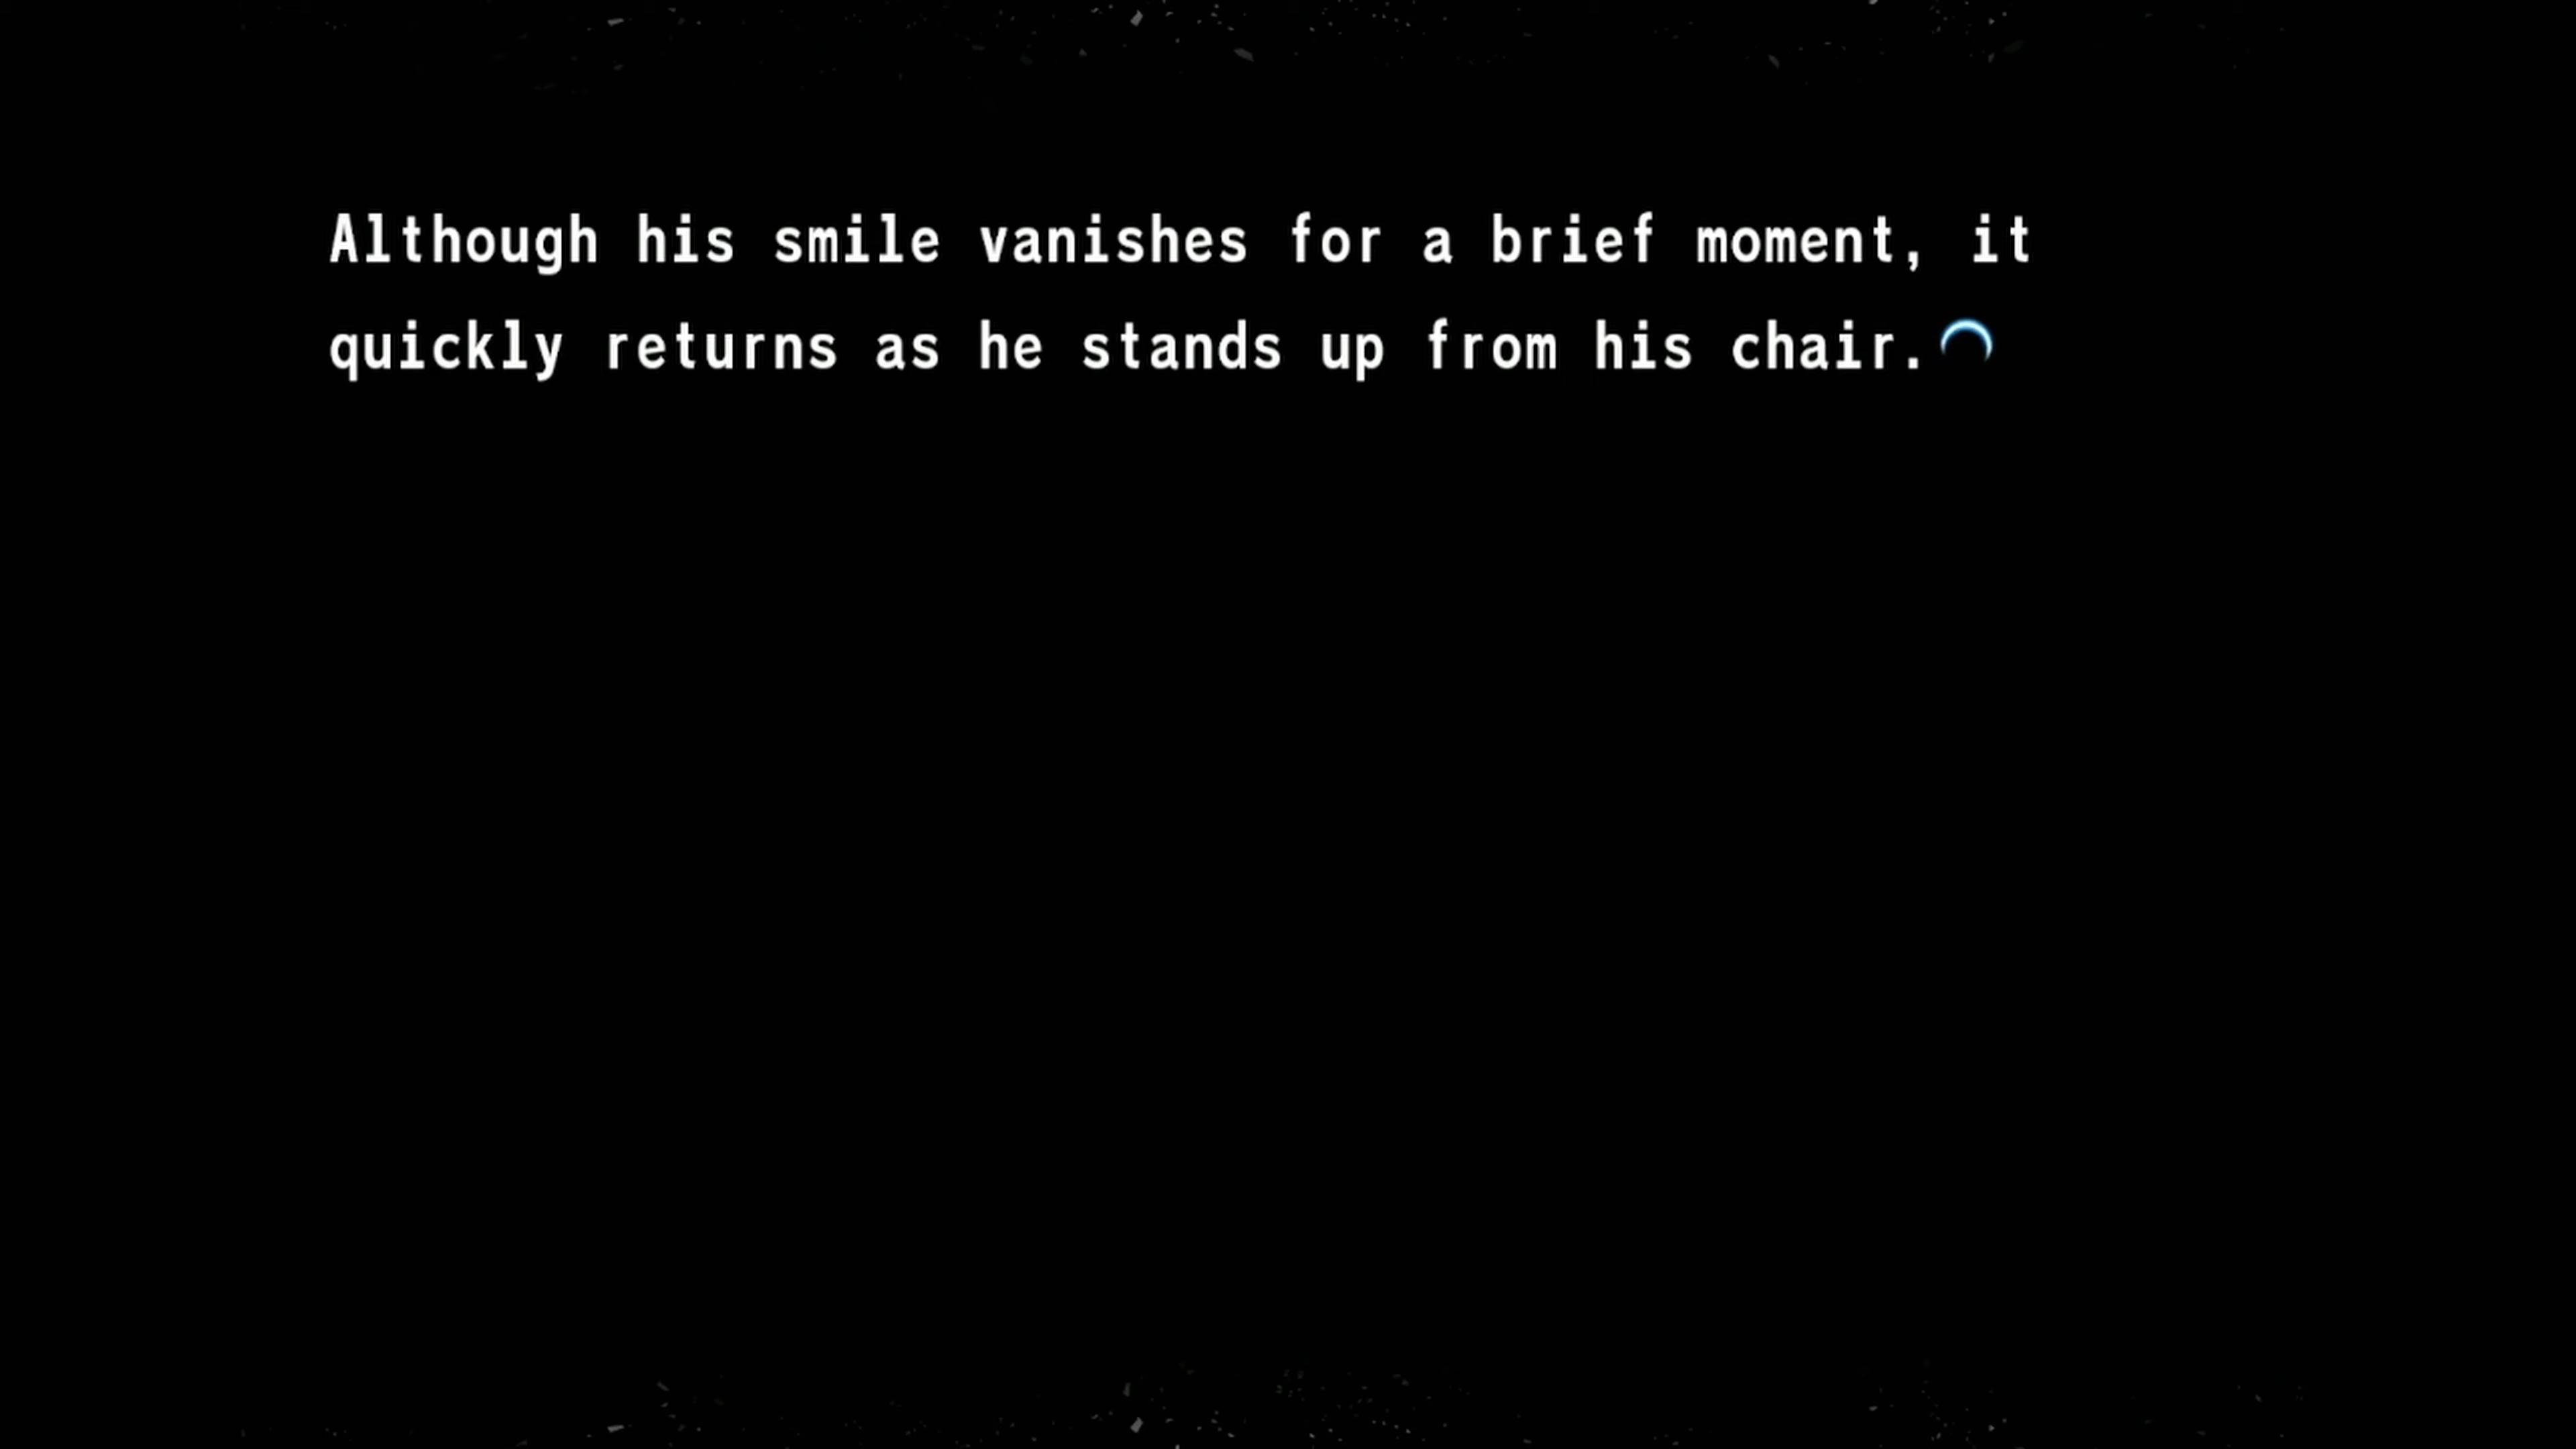 Although his smile vanishes for a brief moment, it
quickly returns as he stands up from his chair.